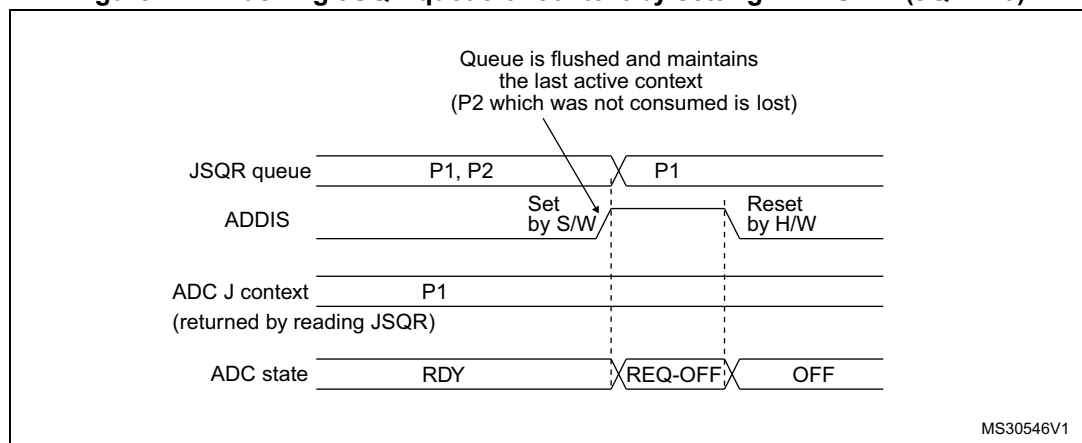 Queue is flushed and maintains
the last active context
(P2 which was not consumed is lost)
JSQR queue
P1, P2
P1
ADDIS
Set
by S/W
Reset
by H/W
ADC J context
(returned by reading JSQR)
P1
ADC state
RDY
REQ-OFF
OFF
MS30546V1